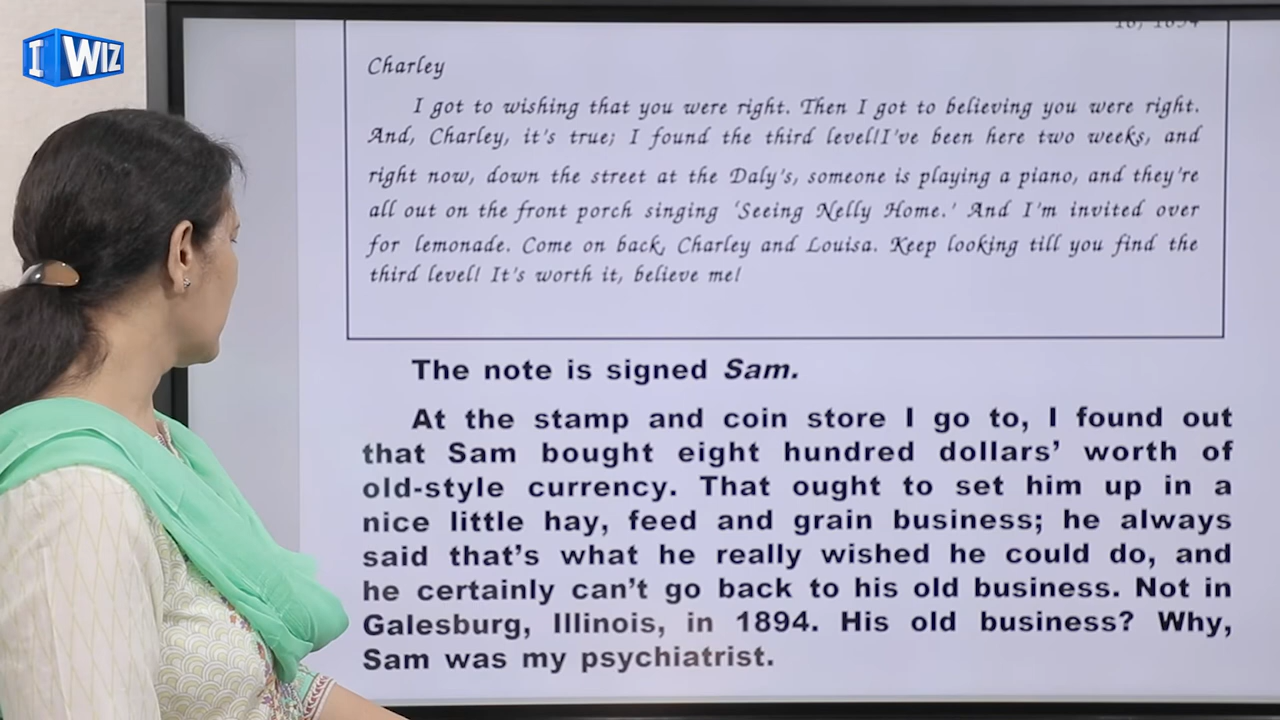 I WIZ
18, 1894
Charley
I got to wishing that you were right. Then I got to believing you were right.
And, Charley, it's true; I found the third level!I've been here two weeks, and
right now, down the street at the Daly's, someone is playing a piano, and they're
all out on the front porch singing ‘Seeing Nelly Home.’ And I'm invited over
for lemonade. Come on back, Charley and Louisa. Keep looking till you find the
third level! It's worth it, believe me!
The note is signed Sam.
At the stamp and coin store I go to, I found out
that Sam bought eight hundred dollars’ worth of
old-style currency. That ought to set him up in a
nice little hay, feed and grain business; he always
said that’s what he really wished he could do, and
he certainly can’t go back to his old business. Not in
Galesburg, Illinois, in 1894. His old business? Why,
Sam was my psychiatrist.